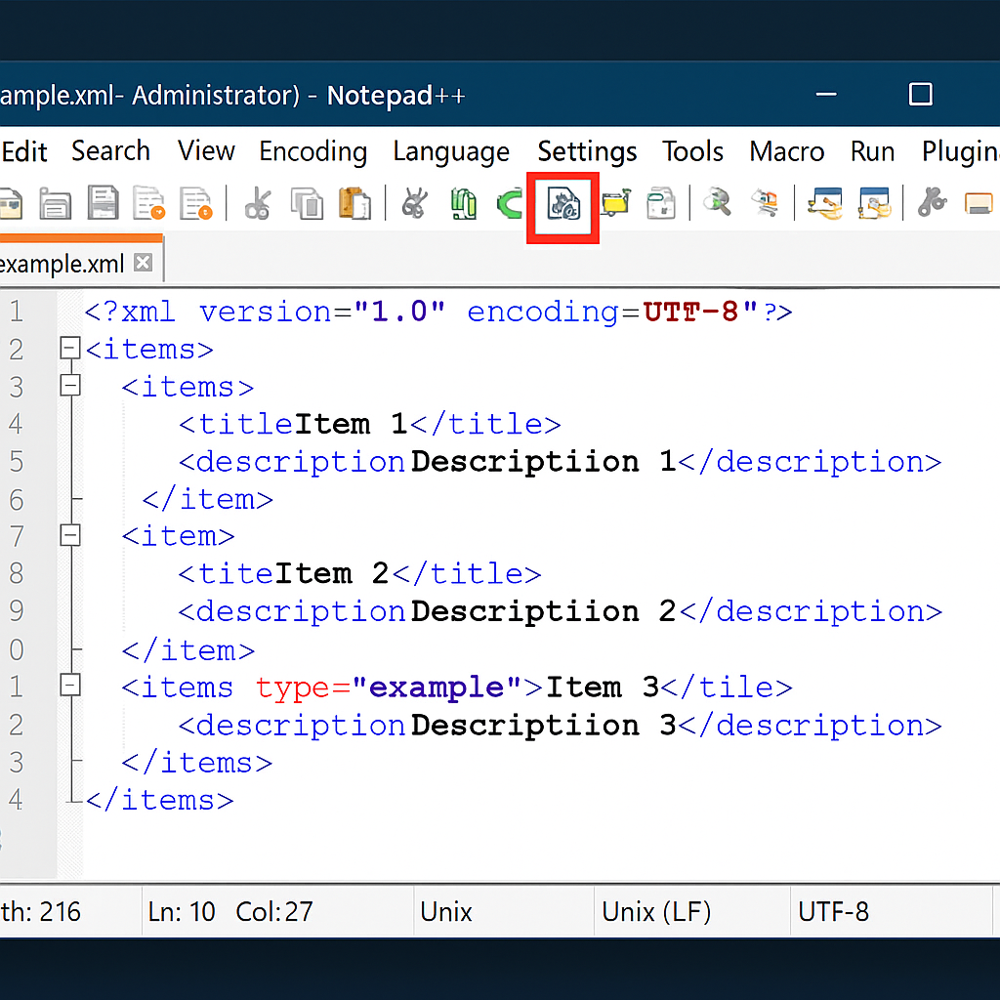 ample.xml- Administrator) - Notepad++
Edit Search View Encoding Language Settings Tools Macro Run Plugin
example.xml
1 <?xml version="1.0" encoding=UTF-8"?>
2 <items>
3 <items>
4 <titleItem 1</title>
5 <descriptionDescriptiion 1</description>
6 </item>
7 <item>
8 <titeItem 2</title>
9 <descriptionDescriptiion 2</description>
0 </item>
1 <items type="example">Item 3</tile>
2 <descriptionDescriptiion 3</description>
3 </items>
4 </items>
th: 216 Ln: 10 Col:27 Unix Unix (LF) UTF-8